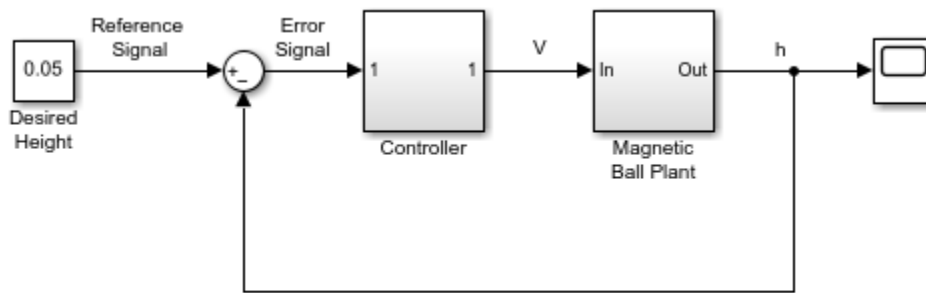 Reference
Signal
Error
Signal
0.05
+
−
1
1
V
In
Out
h
Desired
Height
Controller
Magnetic
Ball Plant